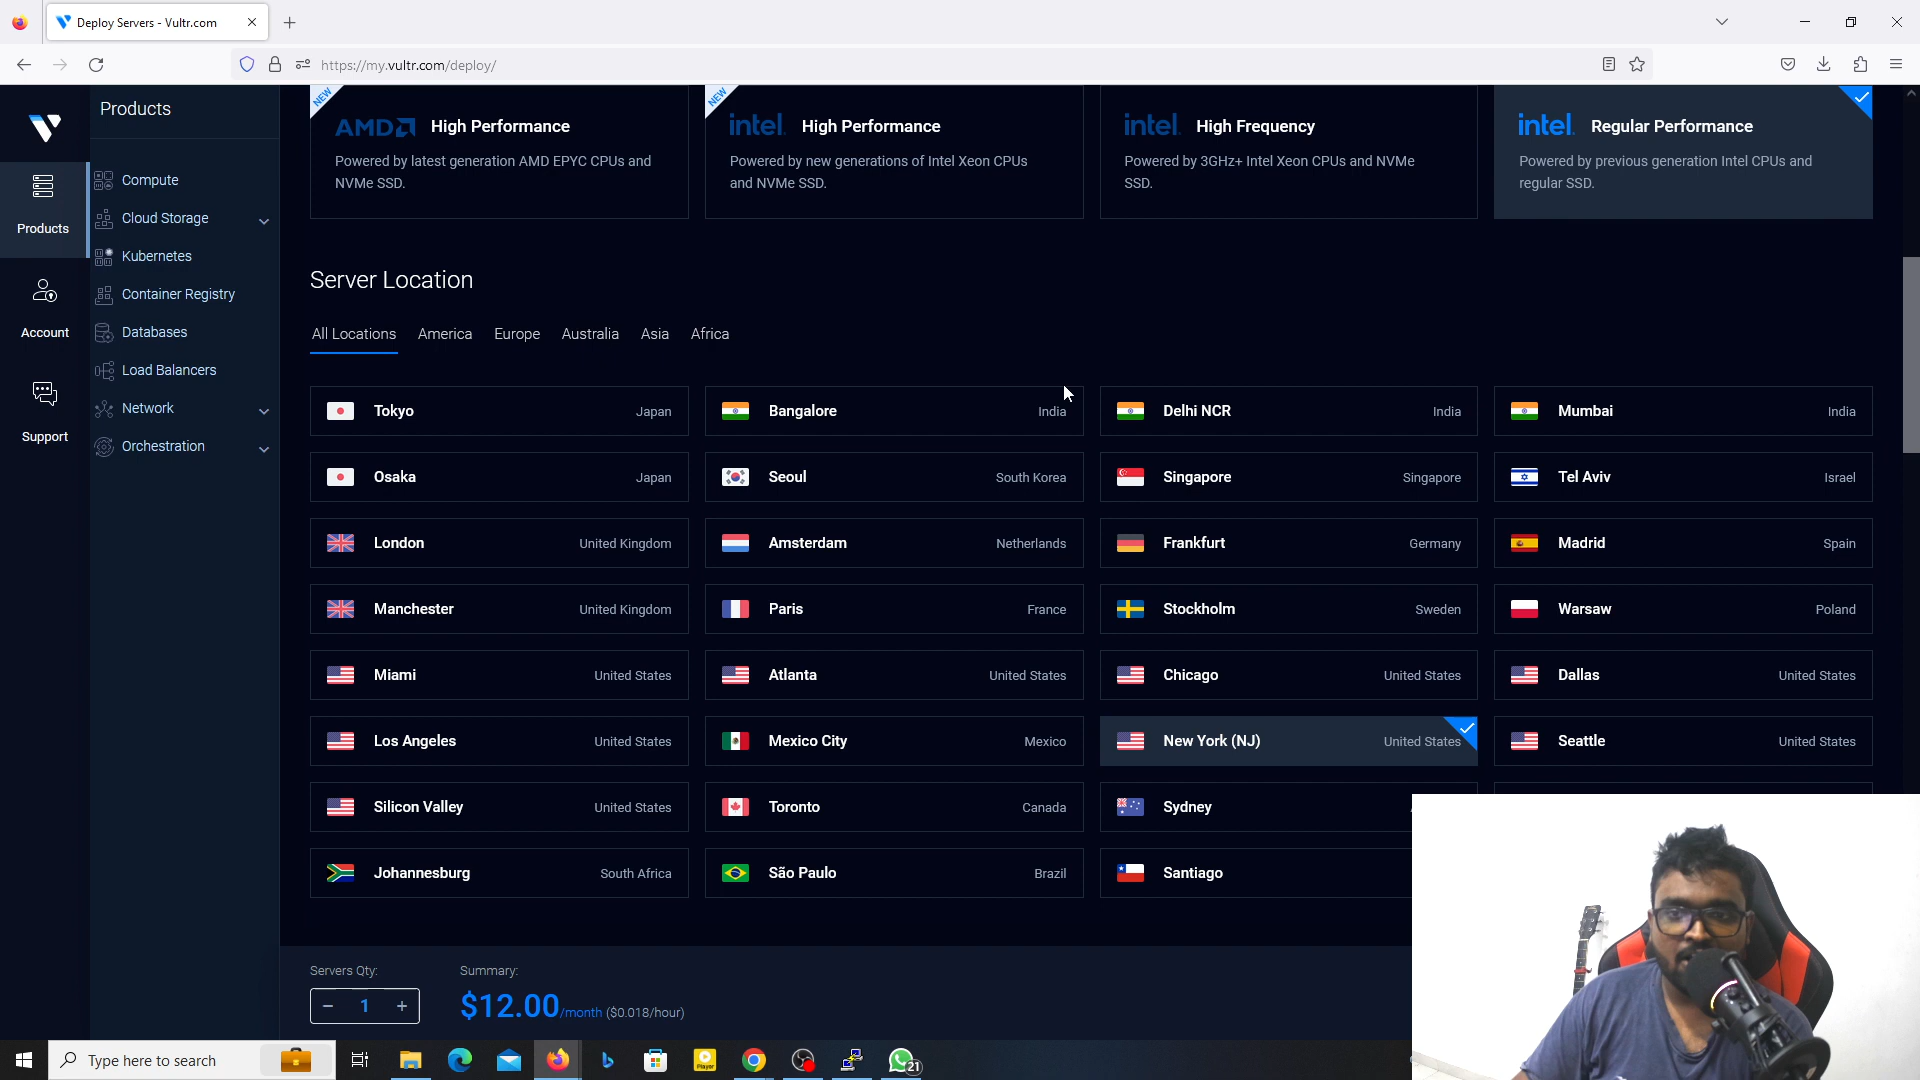 Deploy Servers - Vultr.com
https://my.vultr.com/deploy/
Products
Products
Account
Support
Compute
Cloud Storage
Kubernetes
Container Registry
Databases
Load Balancers
Network
Orchestration
NEW
AMD High Performance
Powered by latest generation AMD EPYC CPUs and
NVMe SSD.
NEW
intel. High Performance
Powered by new generations of Intel Xeon CPUs
and NVMe SSD.
intel. High Frequency
Powered by 3GHz+ Intel Xeon CPUs and NVMe
SSD.
intel. Regular Performance
Powered by previous generation Intel CPUs and
regular SSD.
Server Location
All Locations America Europe Australia Asia Africa
Tokyo Japan
Bangalore India
Delhi NCR India
Mumbai India
Osaka Japan
Seoul South Korea
Singapore Singapore
Tel Aviv Israel
London United Kingdom
Amsterdam Netherlands
Frankfurt Germany
Madrid Spain
Manchester United Kingdom
Paris France
Stockholm Sweden
Warsaw Poland
Miami United States
Atlanta United States
Chicago United States
Dallas United States
Los Angeles United States
Mexico City Mexico
New York (NJ) United States
Seattle United States
Silicon Valley United States
Toronto Canada
Sydney
Johannesburg South Africa
São Paulo Brazil
Santiago
Servers Qty:
1
Summary:
$12.00/month ($0.018/hour)
Type here to search
Player
21